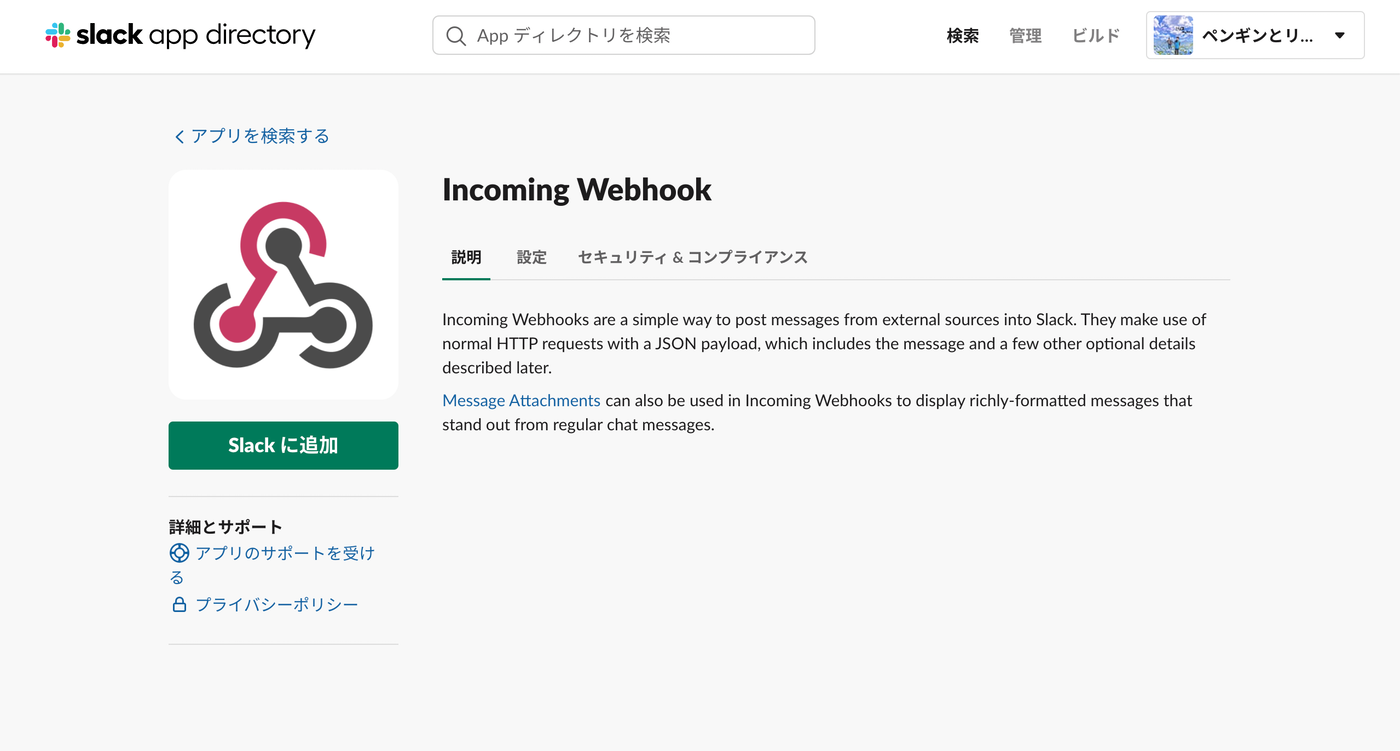 slack app directory
App ディレクトリを検索
検索
管理
ビルド
ペンギンとリ...
アプリを検索する
Incoming Webhook
説明
設定
セキュリティ & コンプライアンス
Incoming Webhooks are a simple way to post messages from external sources into Slack. They make use of
normal HTTP requests with a JSON payload, which includes the message and a few other optional details
described later.
Message Attachments can also be used in Incoming Webhooks to display richly-formatted messages that
stand out from regular chat messages.
Slack に追加
詳細とサポート
アプリのサポートを受け
る
プライバシーポリシー